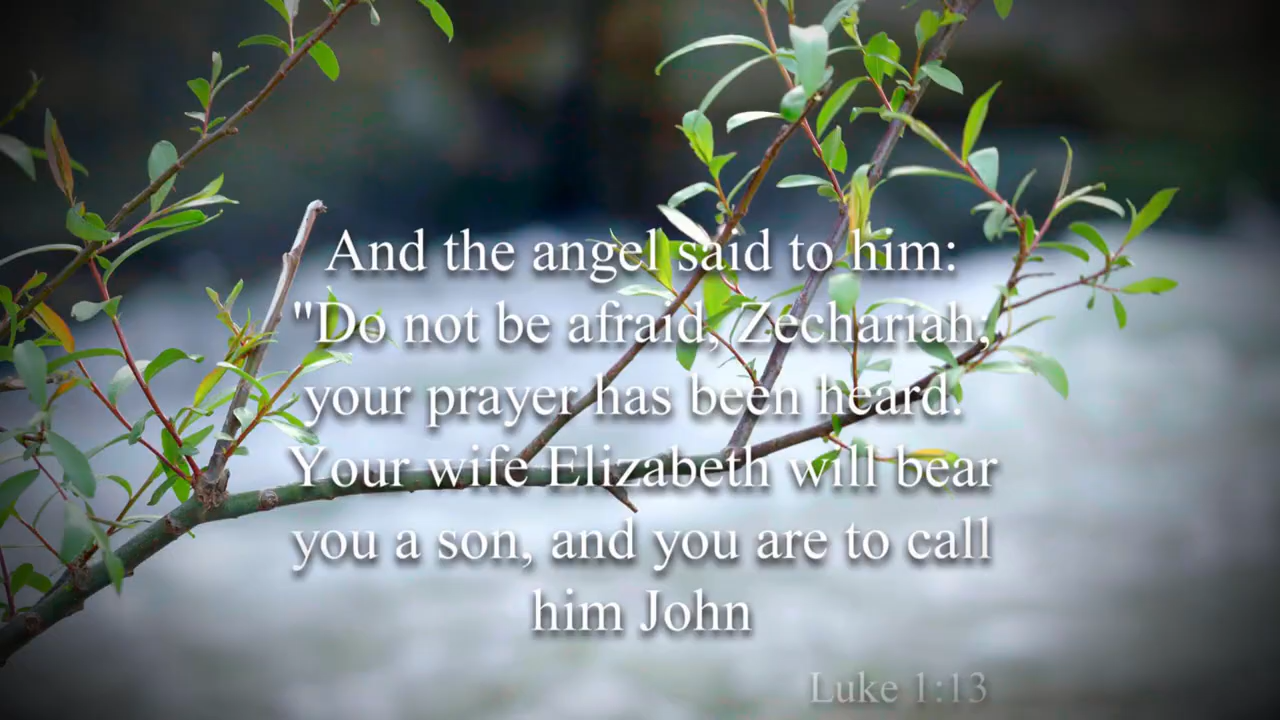 And the angel said to him:
"Do not be afraid, Zechariah;
your prayer has been heard.
Your wife Elizabeth will bear
you a son, and you are to call
him John
Luke 1:13